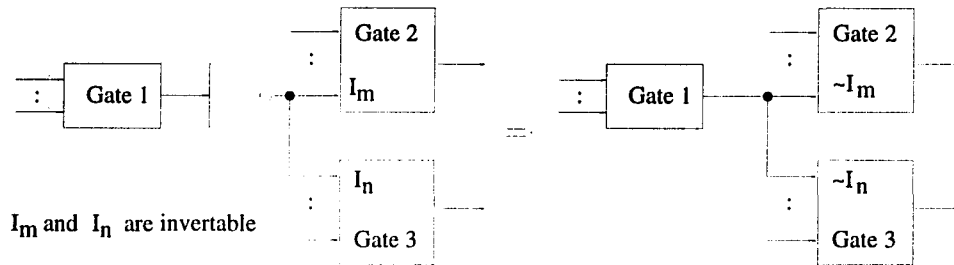 Gate 2
:
I_m
Gate 1
:
I_n
:
Gate 3
I_m and I_n are invertable
=
Gate 2
:
~I_m
Gate 1
:
~I_n
:
Gate 3